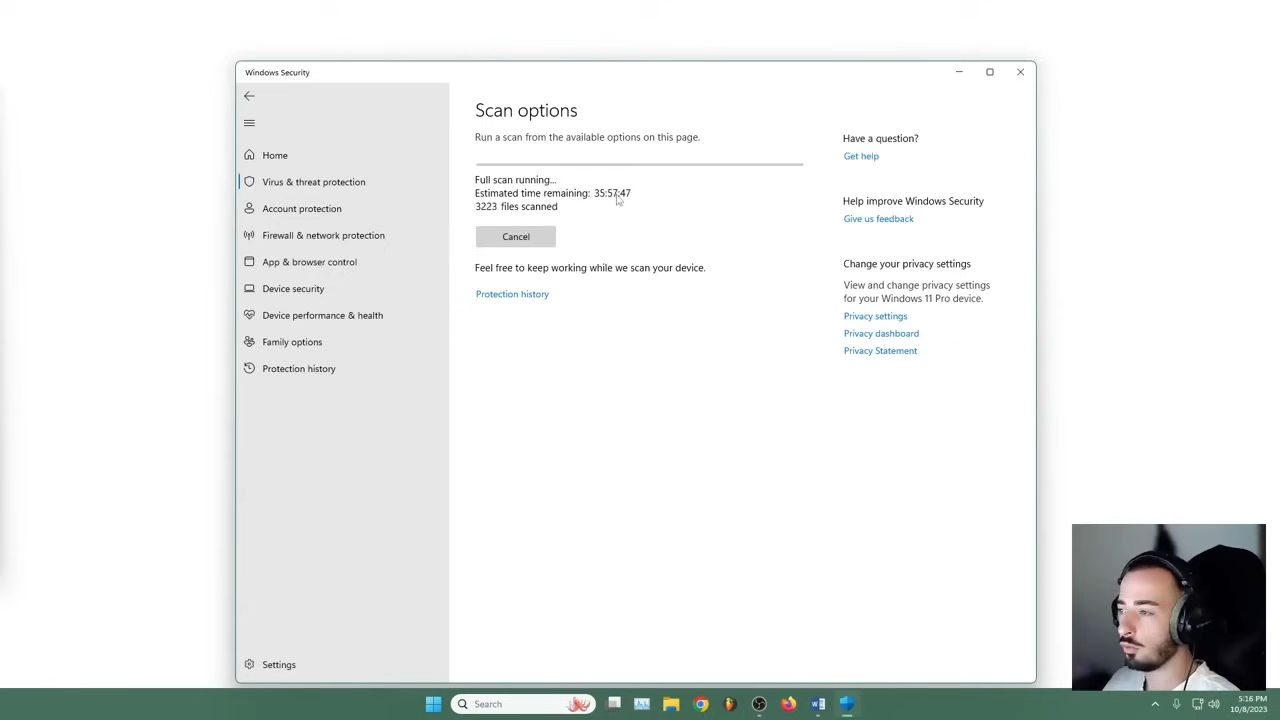 Windows Security
Home
Virus & threat protection
Account protection
Firewall & network protection
App & browser control
Device security
Device performance & health
Family options
Protection history
Settings
Scan options
Run a scan from the available options on this page.
Full scan running...
Estimated time remaining: 35:57:47
3223 files scanned
Cancel
Feel free to keep working while we scan your device.
Protection history
Have a question?
Get help
Help improve Windows Security
Give us feedback
Change your privacy settings
View and change privacy settings
for your Windows 11 Pro device.
Privacy settings
Privacy dashboard
Privacy Statement
Search
5:16 PM
10/8/2023